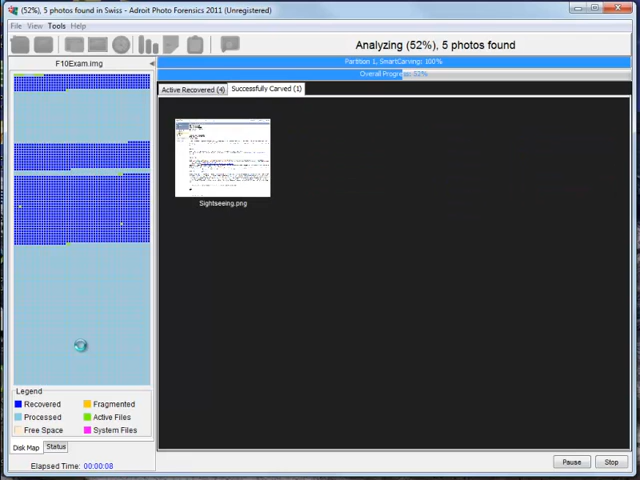 (52%), 5 photos found in Swiss - Adroit Photo Forensics 2011 (Unregistered)
File View Tools Help
Analyzing (52%), 5 photos found
F10Exam.img
Partition 1, SmartCarving: 100%
Overall Progress: 52%
Active Recovered (4) Successfully Carved (1)
Sightseeing.png
Legend
Recovered Fragmented
Processed Active Files
Free Space System Files
Disk Map Status
Elapsed Time: 00:00:08
Pause Stop